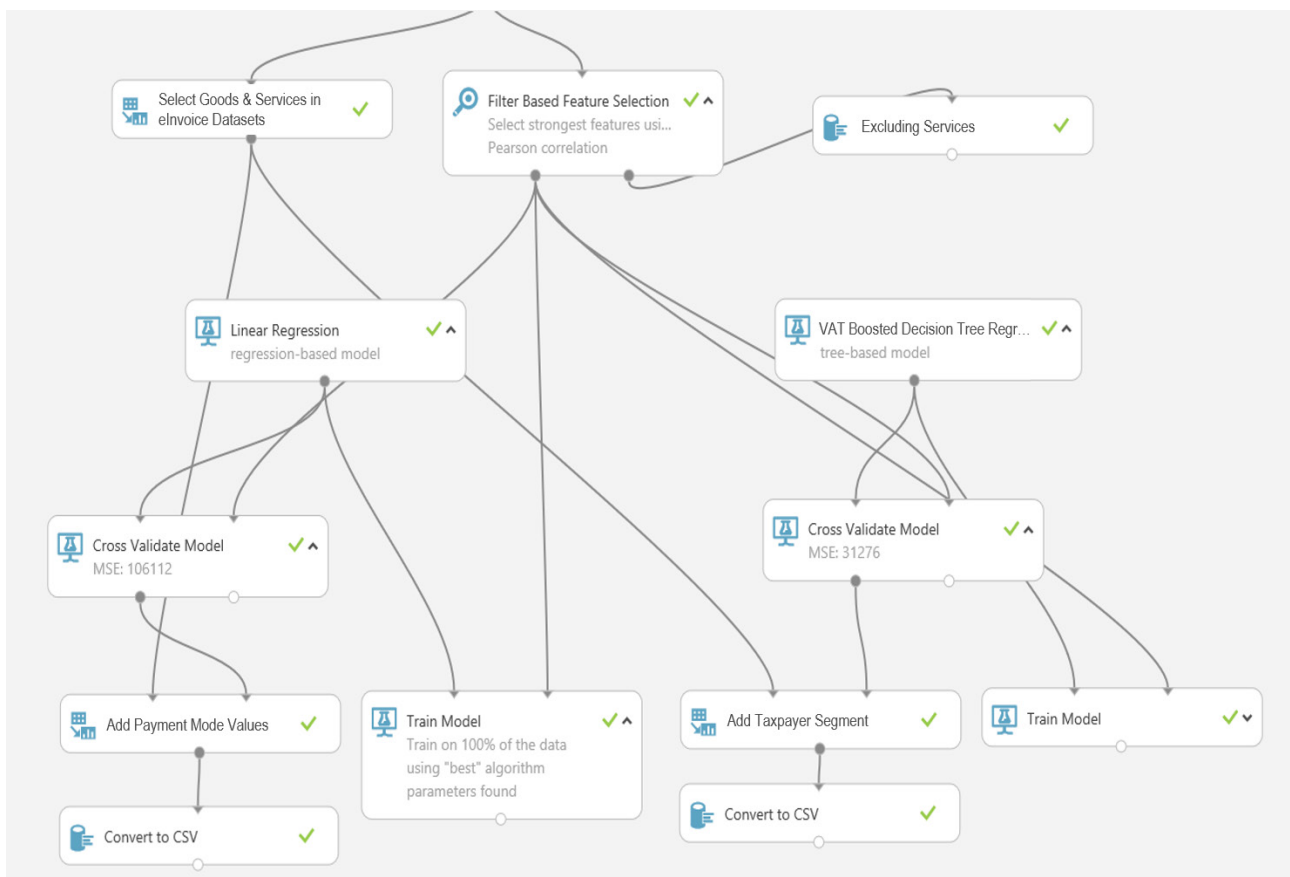 Select Goods & Services in
eInvoice Datasets
Filter Based Feature Selection
Select strongest features usi...
Pearson correlation
Excluding Services
Linear Regression
regression-based model
VAT Boosted Decision Tree Regr...
tree-based model
Cross Validate Model
MSE: 106112
Cross Validate Model
MSE: 31276
Add Payment Mode Values
Train Model
Train on 100% of the data
using "best" algorithm
parameters found
Add Taxpayer Segment
Train Model
Convert to CSV
Convert to CSV